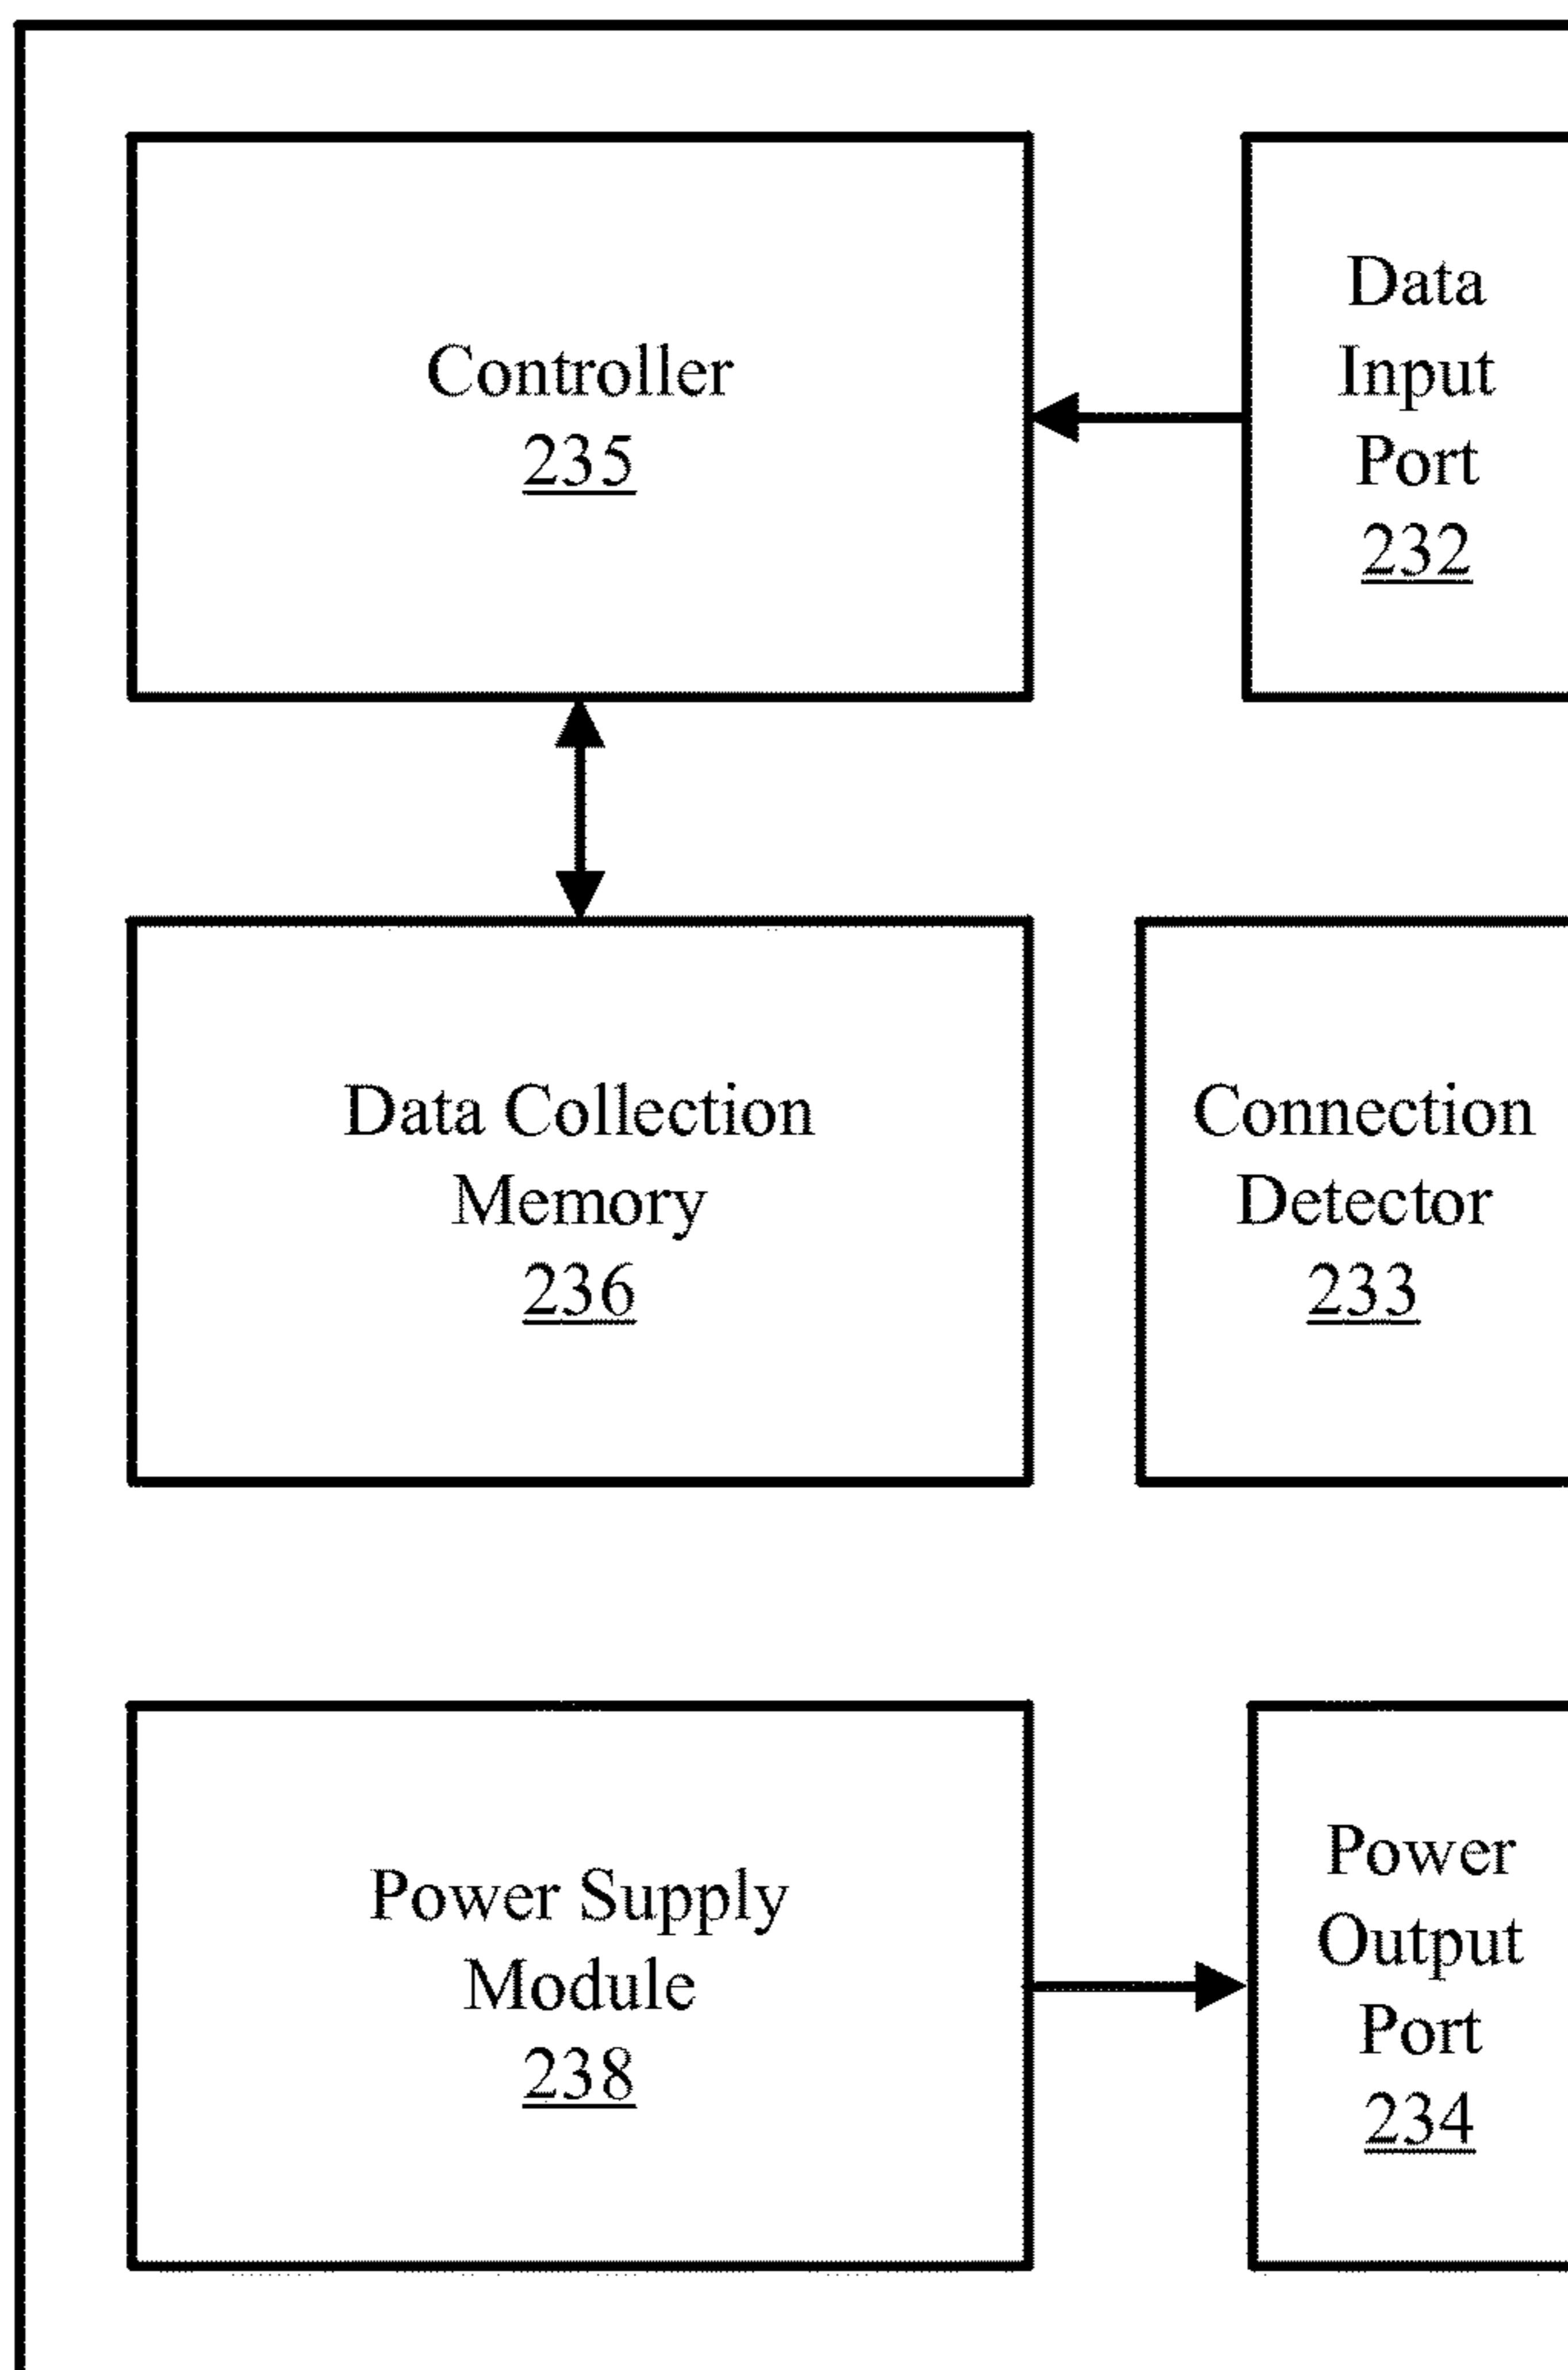 Controller
235
Data
Input
Port
232
Data Collection
Memory
236
Connection
Detector
233
Power Supply
Module
238
Power
Output
Port
234